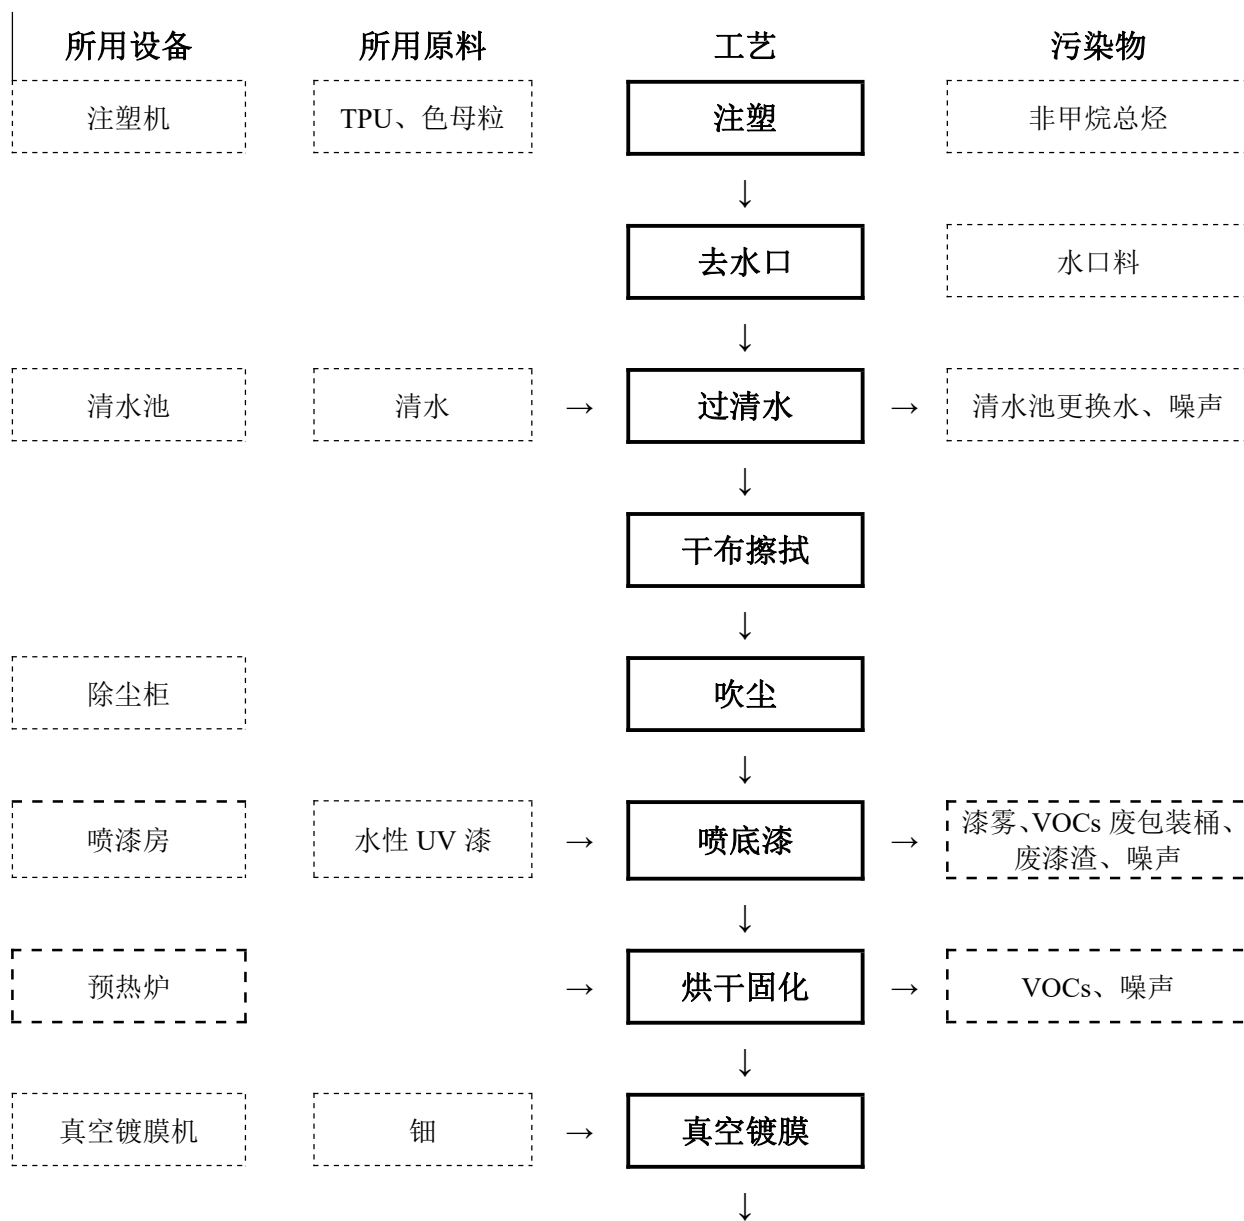 所用设备 所用原料 工艺 污染物
注塑机 TPU、色母粒 注塑 非甲烷总烃
↓
去水口 水口料
↓
清水池 清水 → 过清水 → 清水池更换水、噪声
↓
干布擦拭
↓
除尘柜 吹尘
↓
喷漆房 水性 UV 漆 → 喷底漆 → 漆雾、VOCs 废包装桶、
废漆渣、噪声
↓
预热炉 → 烘干固化 → VOCs、噪声
↓
真空镀膜机 钿 → 真空镀膜
↓